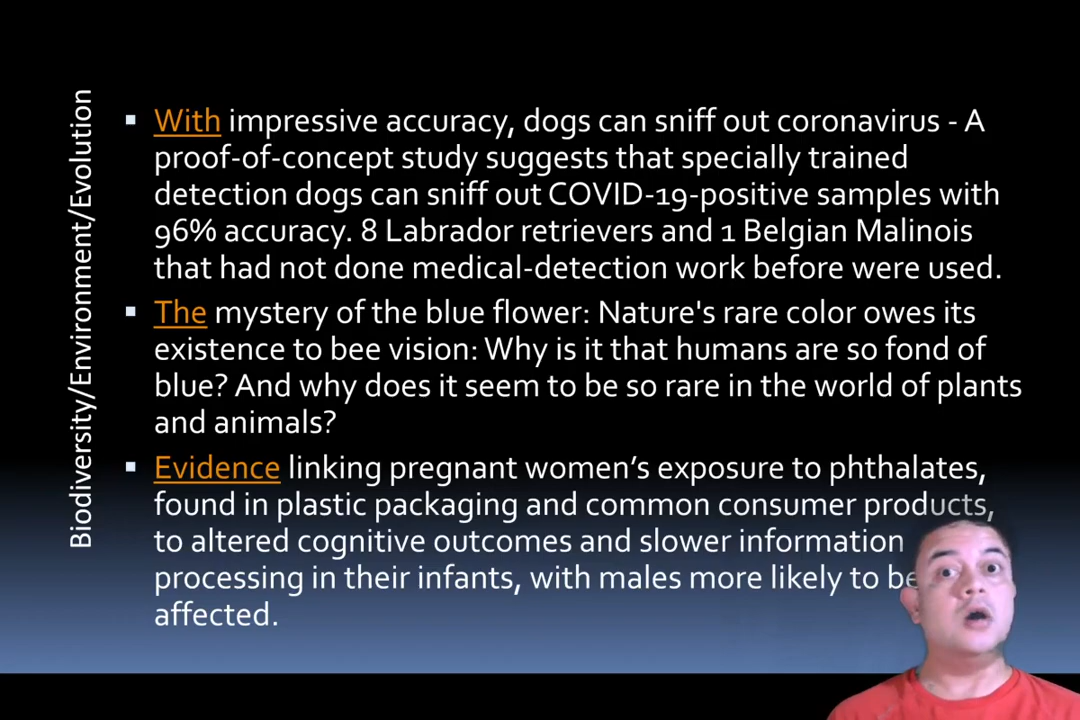 Biodiversity/Environment/Evolution
With impressive accuracy, dogs can sniff out coronavirus - A
proof-of-concept study suggests that specially trained
detection dogs can sniff out COVID-19-positive samples with
96% accuracy. 8 Labrador retrievers and 1 Belgian Malinois
that had not done medical-detection work before were used.
The mystery of the blue flower: Nature's rare color owes its
existence to bee vision: Why is it that humans are so fond of
blue? And why does it seem to be so rare in the world of plants
and animals?
Evidence linking pregnant women’s exposure to phthalates,
found in plastic packaging and common consumer products,
to altered cognitive outcomes and slower information
processing in their infants, with males more likely to be
affected.